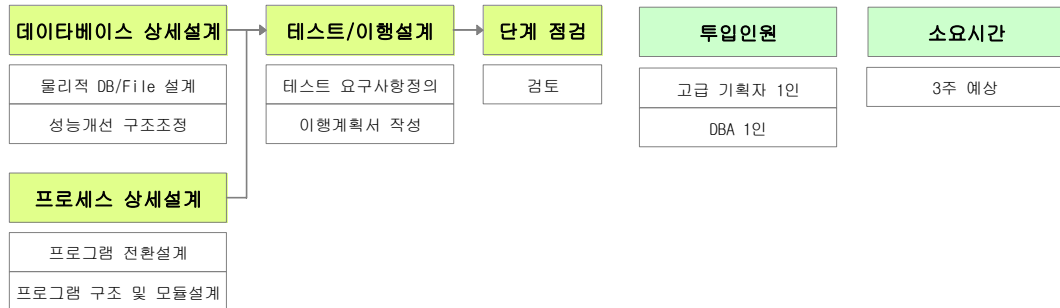 데이타베이스 상세설계
물리적 DB/File 설계
성능개선 구조조정
테스트/이행설계
테스트 요구사항정의
이행계획서 작성
단계 점검
검토
투입인원
고급 기획자 1인
DBA 1인
소요시간
3주 예상
프로세스 상세설계
프로그램 전환설계
프로그램 구조 및 모듈설계